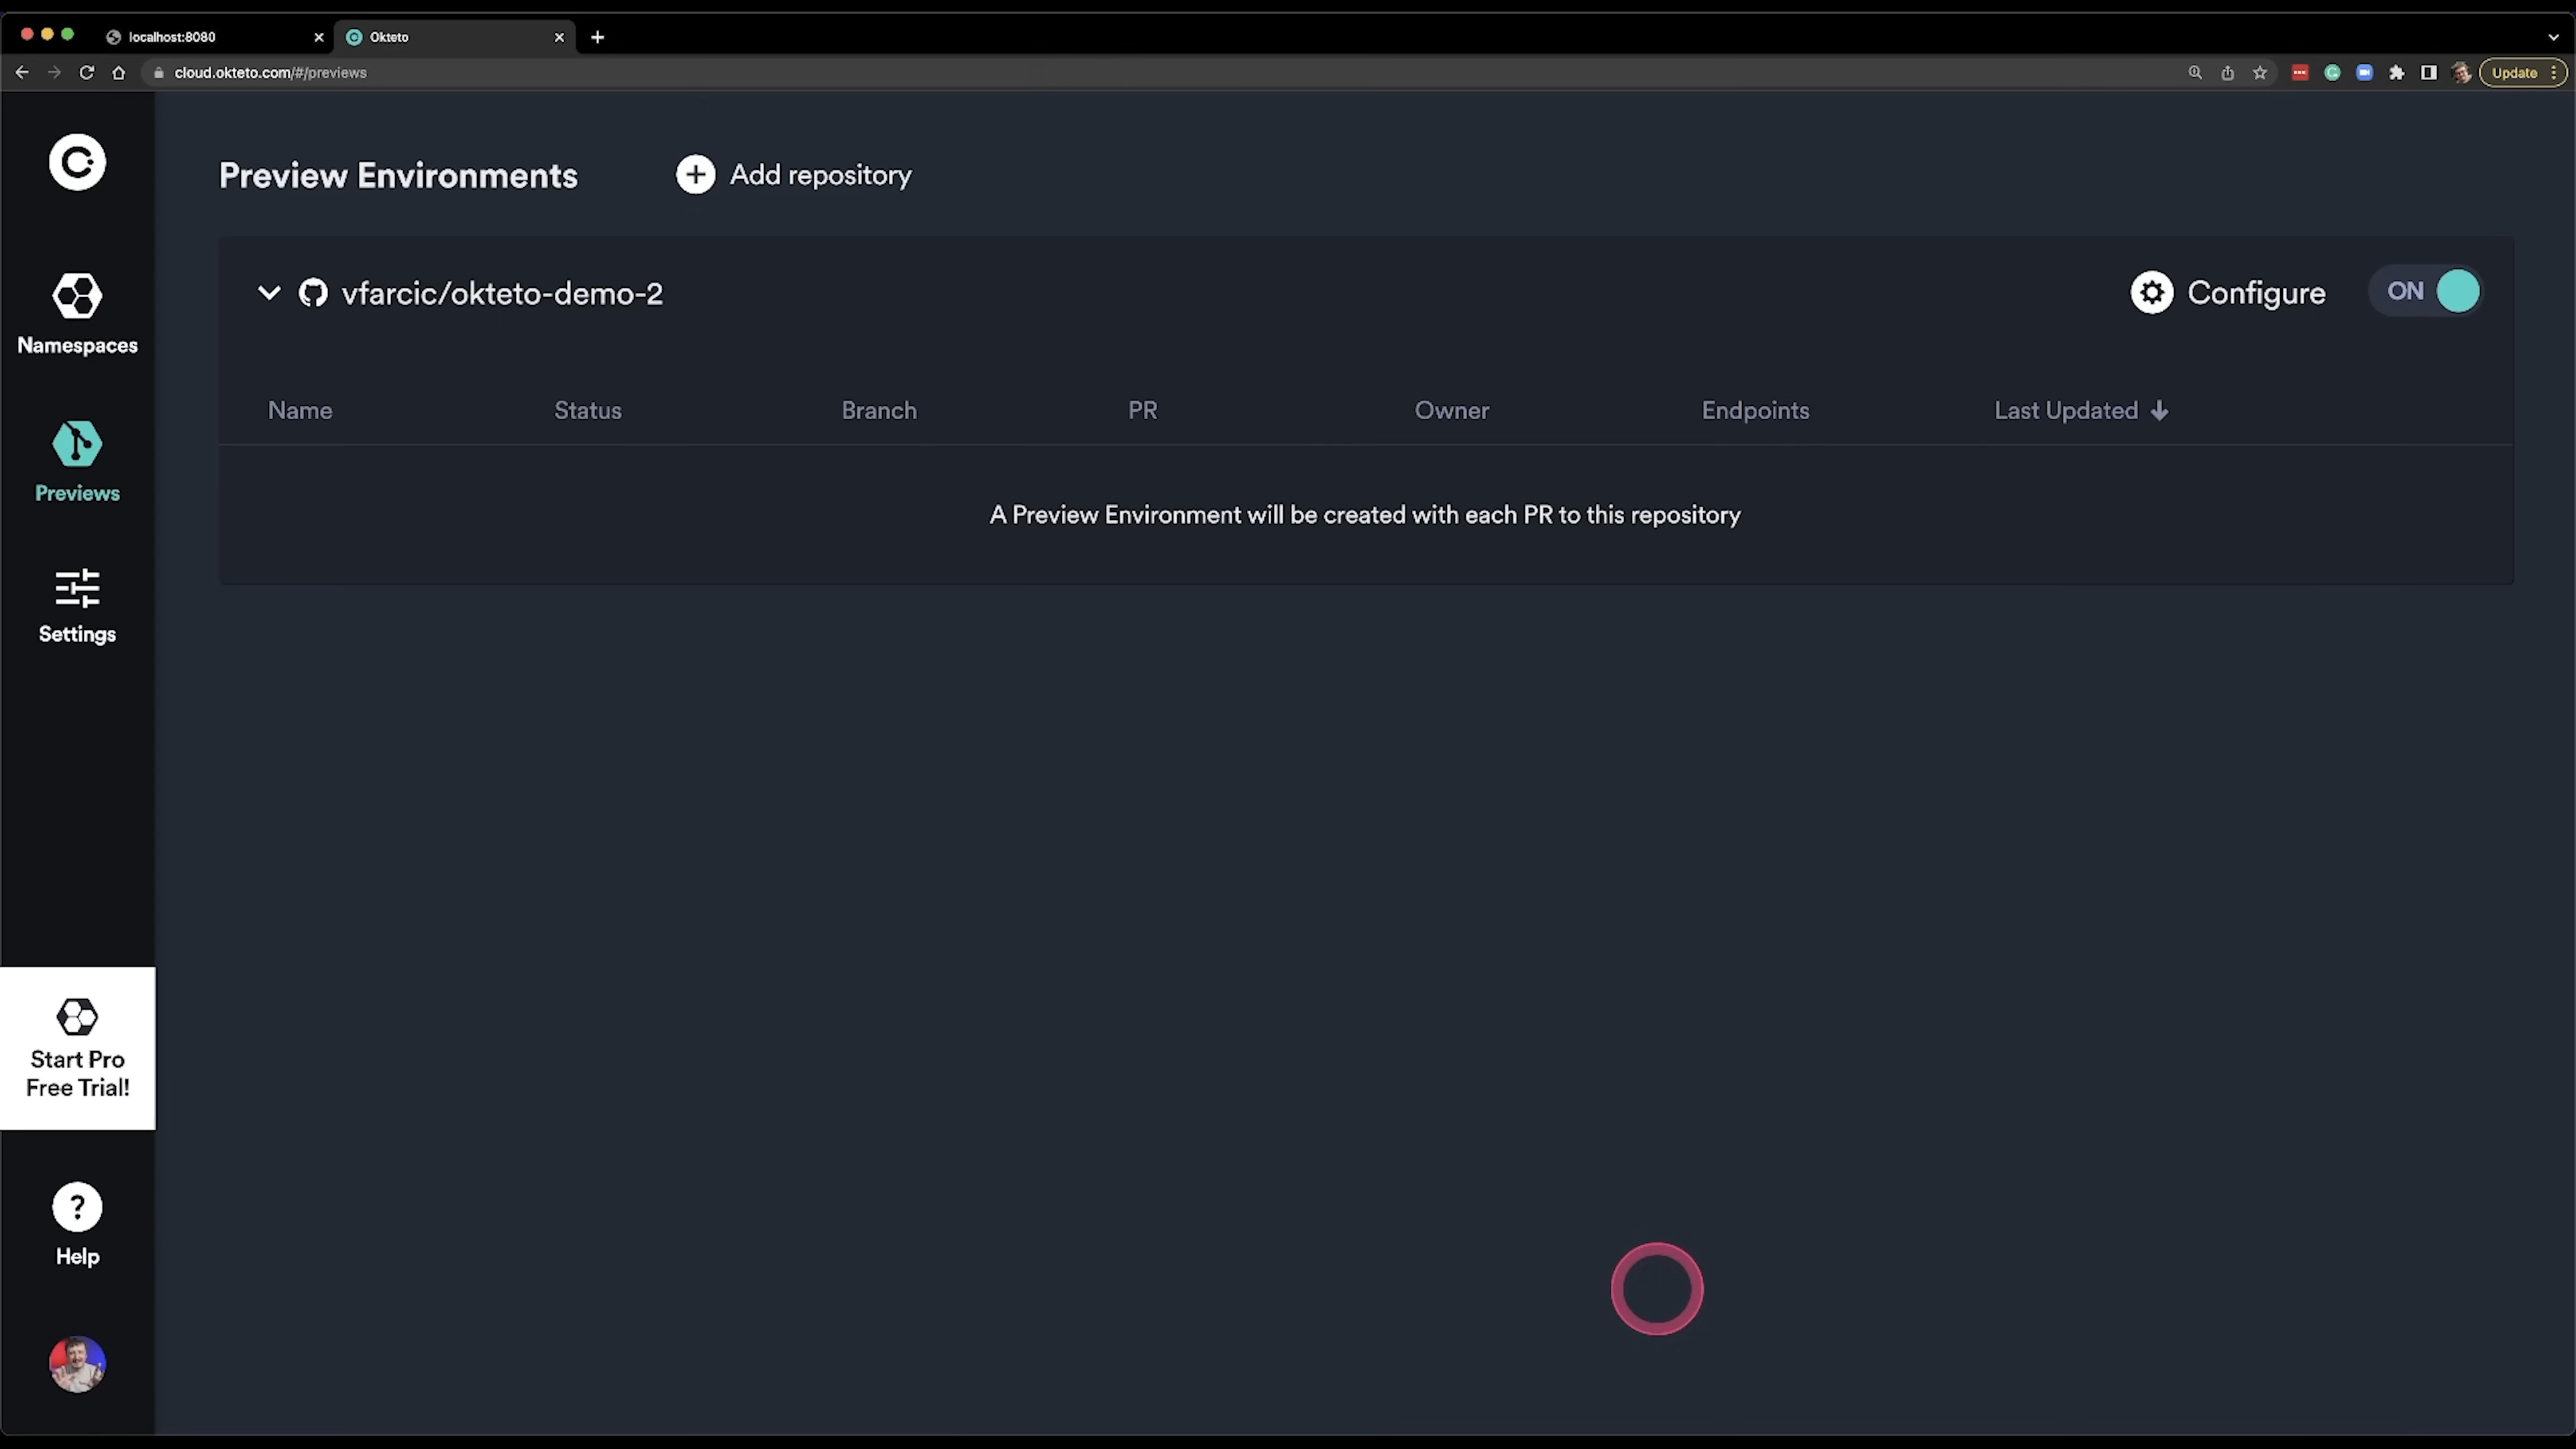 localhost:8080
Okteto
cloud.okteto.com/#/previews
Update
Preview Environments
Add repository
Namespaces
Previews
Settings
vfarcic/okteto-demo-2
Configure
ON
Name Status Branch PR Owner Endpoints Last Updated
A Preview Environment will be created with each PR to this repository
Start Pro
Free Trial!
?
Help